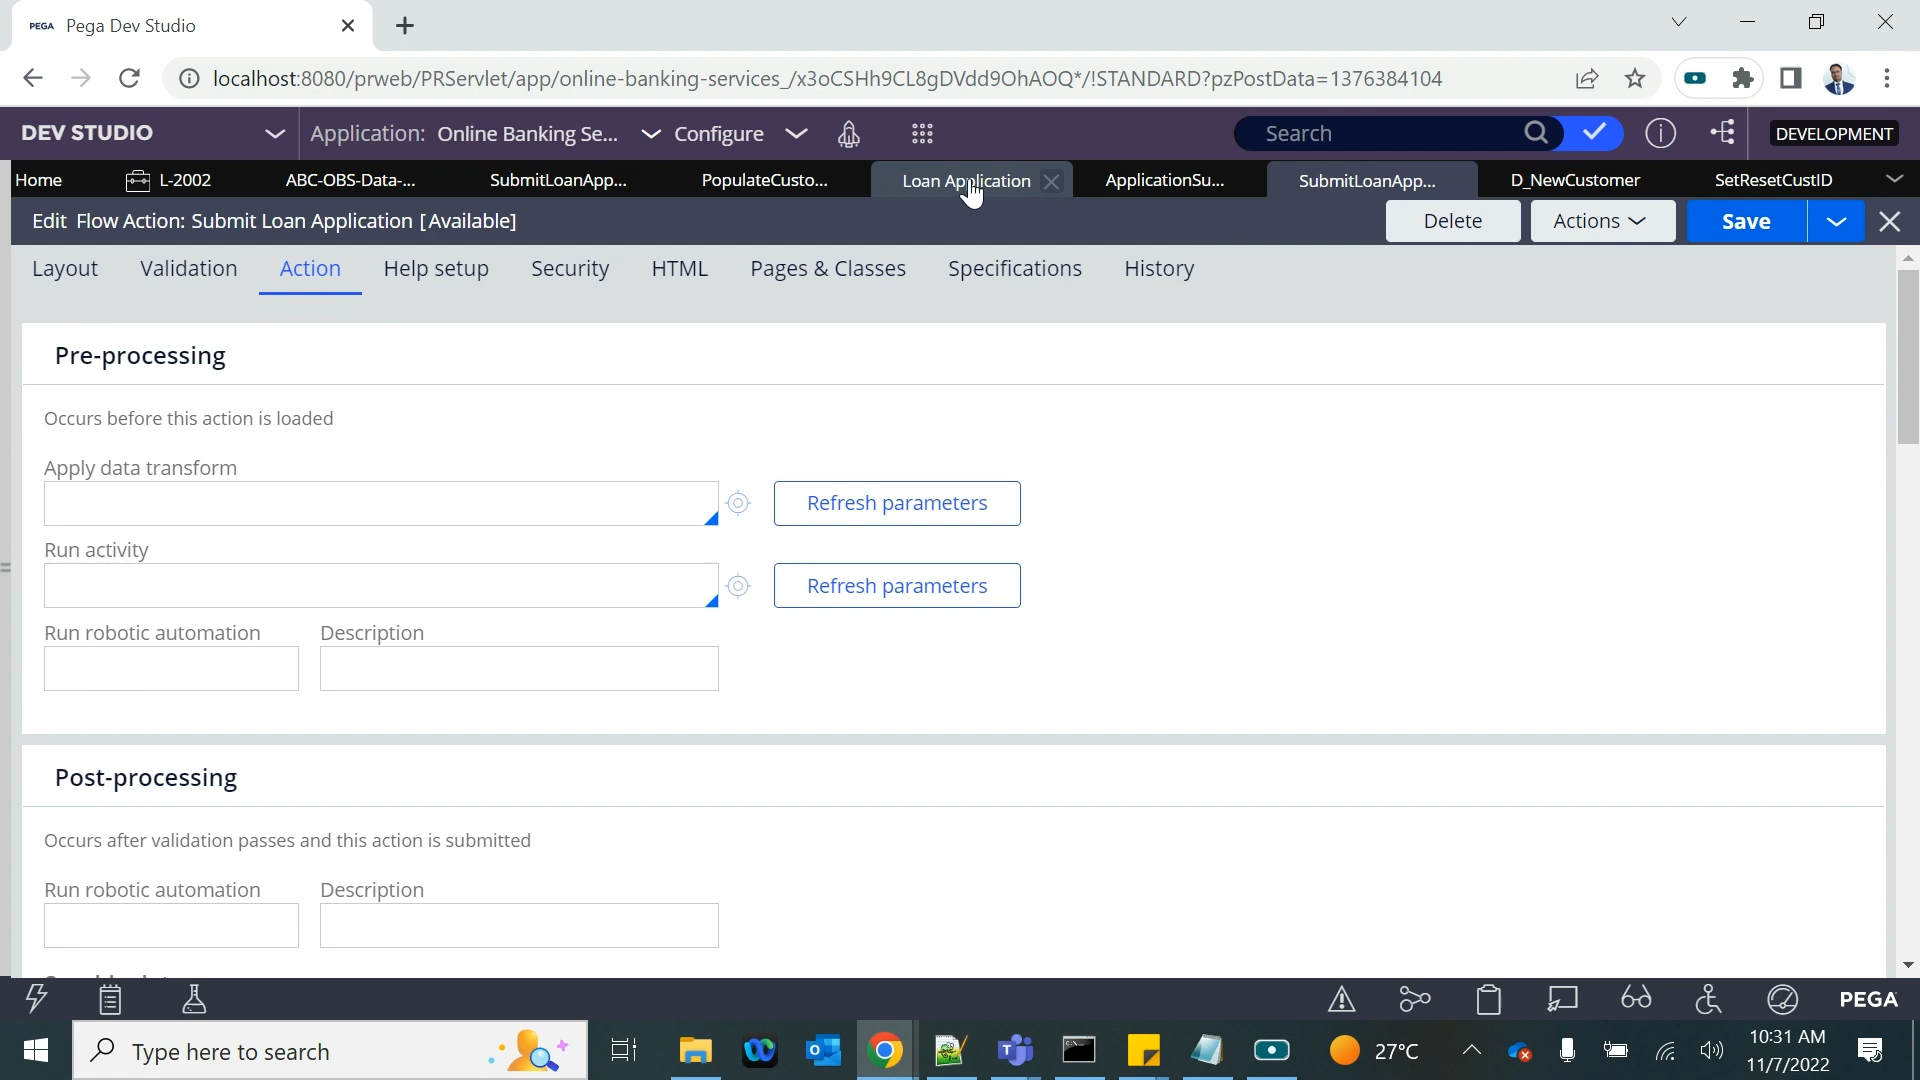 PEGA Pega Dev Studio
localhost:8080/prweb/PRServlet/app/online-banking-services_/x3oCSHh9CL8gDVdd9OhAOQ*/!STANDARD?pzPostData=1376384104
DEV STUDIO Application: Online Banking Se... Configure Search DEVELOPMENT
Home L-2002 ABC-OBS-Data-... SubmitLoanApp... PopulateCusto... Loan Application ApplicationSu... SubmitLoanApp... D_NewCustomer SetResetCustID
Edit Flow Action: Submit Loan Application [Available] Delete Actions Save
Layout Validation Action Help setup Security HTML Pages & Classes Specifications History
Pre-processing
Occurs before this action is loaded
Apply data transform
Refresh parameters
Run activity
Refresh parameters
Run robotic automation Description
Post-processing
Occurs after validation passes and this action is submitted
Run robotic automation Description
PEGA
Type here to search 27°C 10:31 AM
11/7/2022